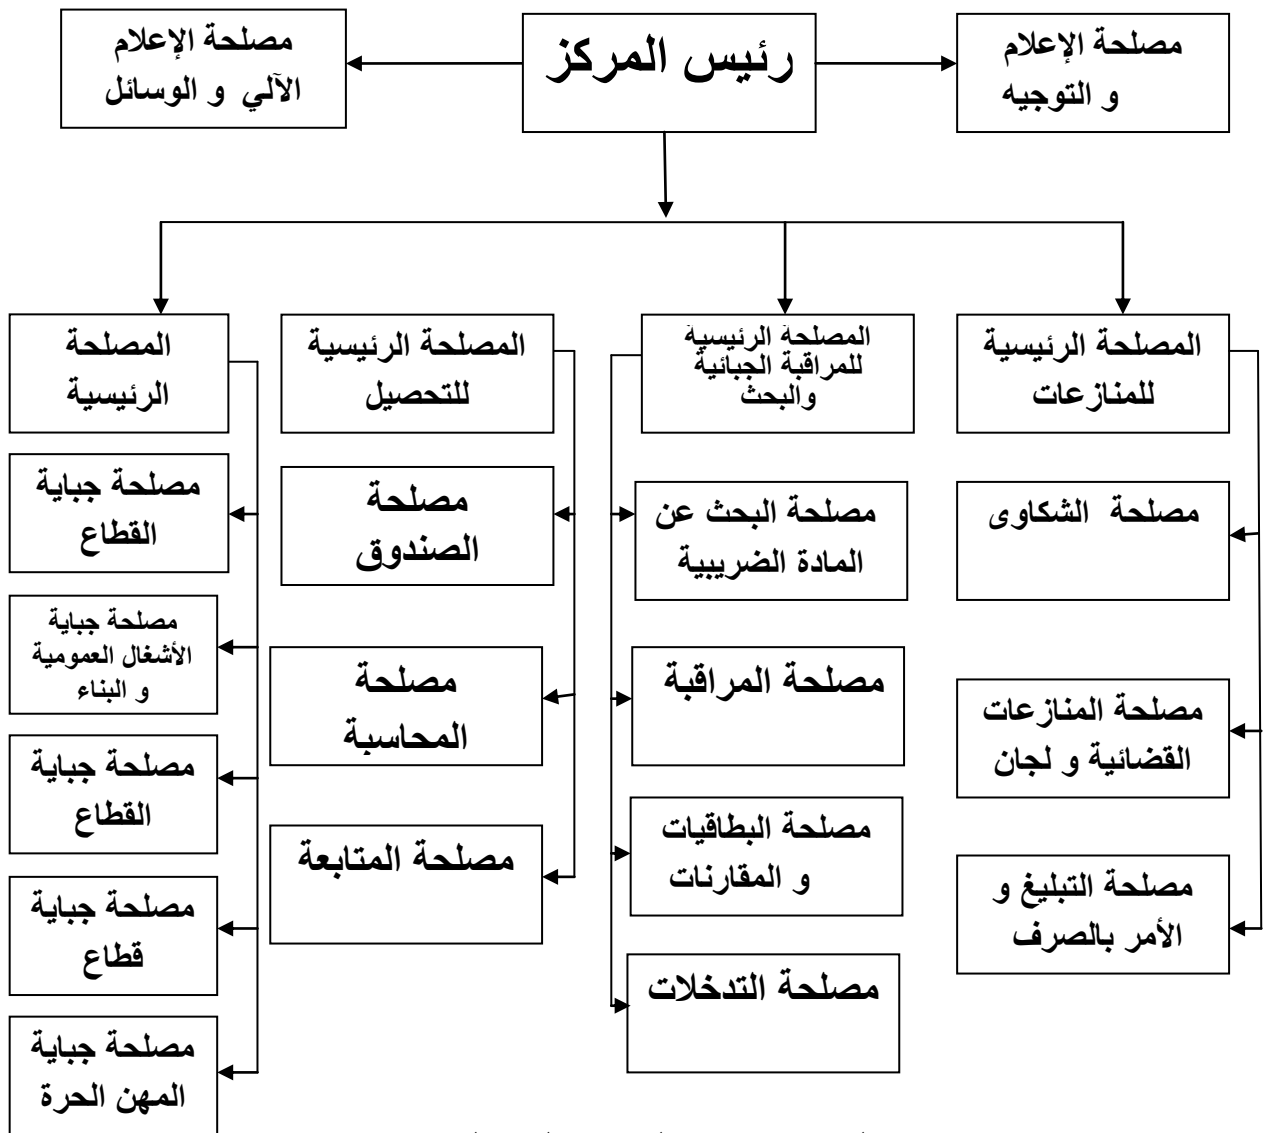 مصلحة الإعلام
و التوجيه
رئيس المركز
مصلحة الإعلام
الآلي و الوسائل
المصلحة الرئيسية
للمنازعات
المصلحة الرئيسية
للمراقبة الجبائية
والبحث
المصلحة الرئيسية
للتحصيل
المصلحة
الرئيسية
مصلحة الشكاوى
مصلحة المنازعات
القضائية و لجان
مصلحة التبليغ و
الأمر بالصرف
مصلحة البحث عن
المادة الضريبية
مصلحة المراقبة
مصلحة البطاقيات
و المقارنات
مصلحة التدخلات
مصلحة
الصندوق
مصلحة
المحاسبة
مصلحة المتابعة
مصلحة جباية
القطاع
مصلحة جباية
الأشغال العمومية
و البناء
مصلحة جباية
القطاع
مصلحة جباية
قطاع
مصلحة جباية
المهن الحرة